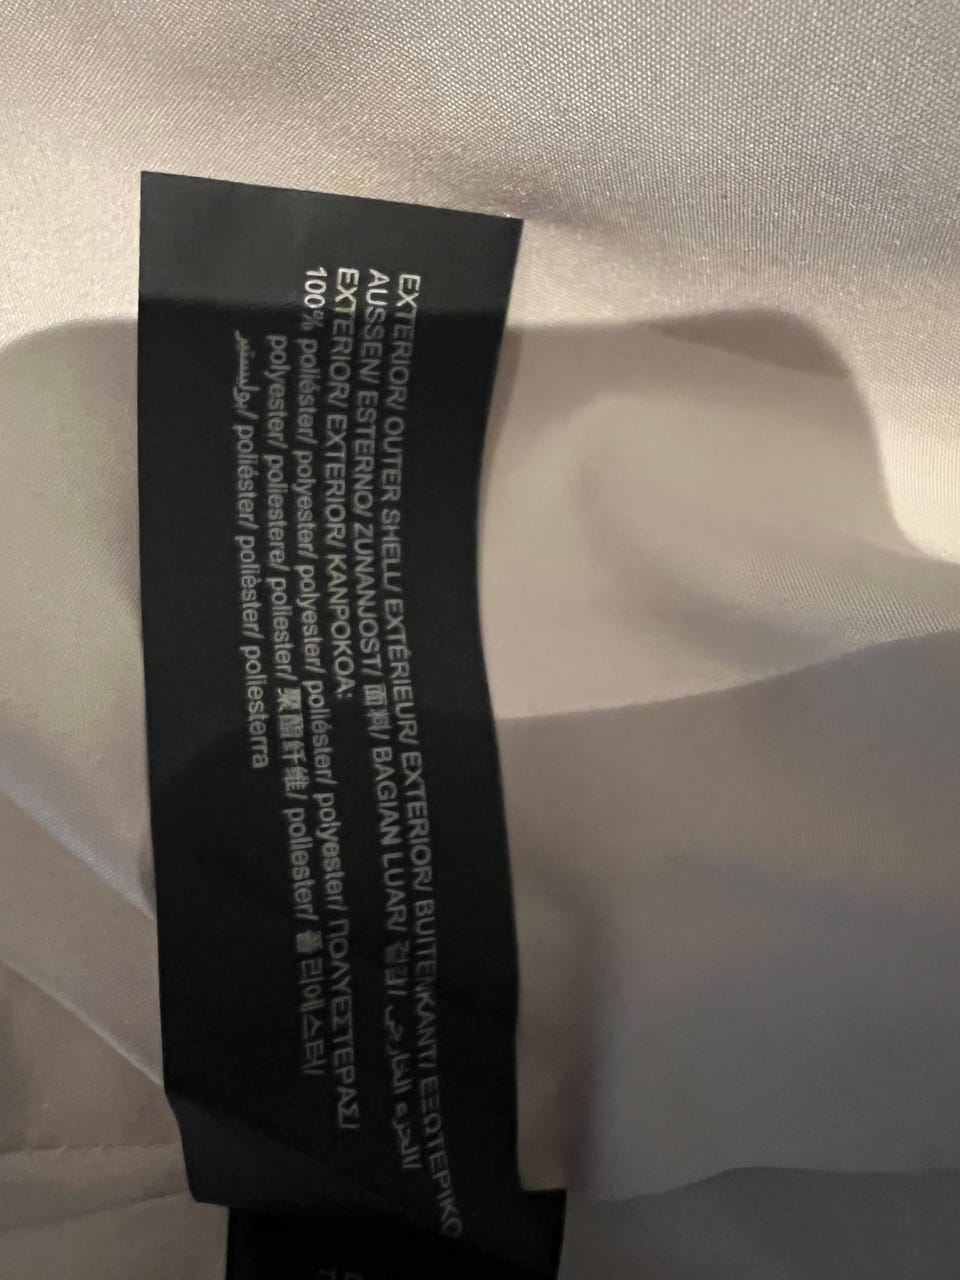 EXTERIOR/ OUTER SHELL/ EXTÉRIEUR/ EXTERIOR/ BUITENKANT/ ΕΞΩΤΕΡΙΚΟ
AUSSEN/ ESTERNO/ ZUNANJOST/ 面料/ BAGIAN LUAR/ 겉감/ الجزء الخارجي/
EXTERIOR/ EXTERIOR/ KANPOKOA:
100% poliéster/ polyester/ polyester/ poliéster/ polyester/ ΠΟΛΥΕΣΤΕΡΑΣ/
polyester/ poliestere/ poliester/ 聚酯纤维/ poliester/ 폴리에스터/
بوليستر/ poliéster/ polièster/ poliesterra